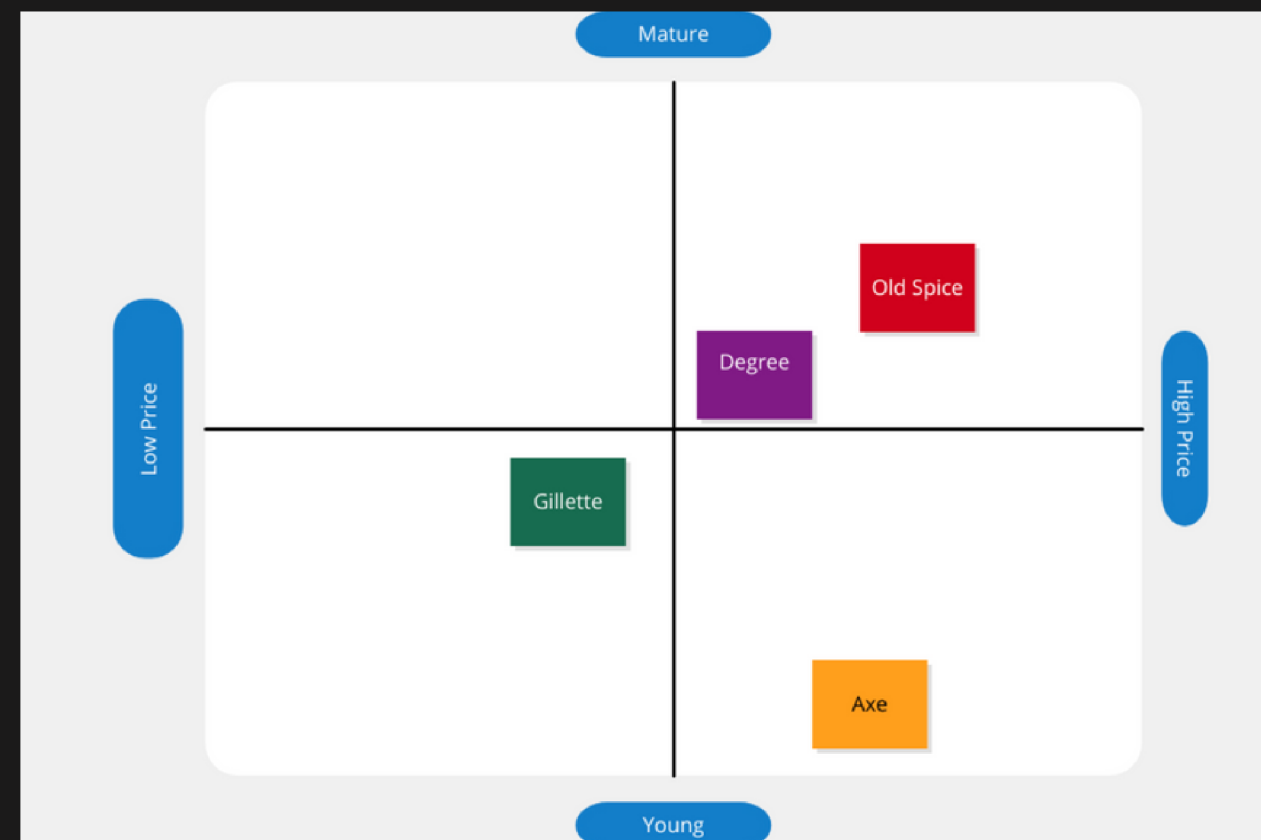 Mature
Old Spice
Degree
Low Price
High Price
Gillette
Axe
Young